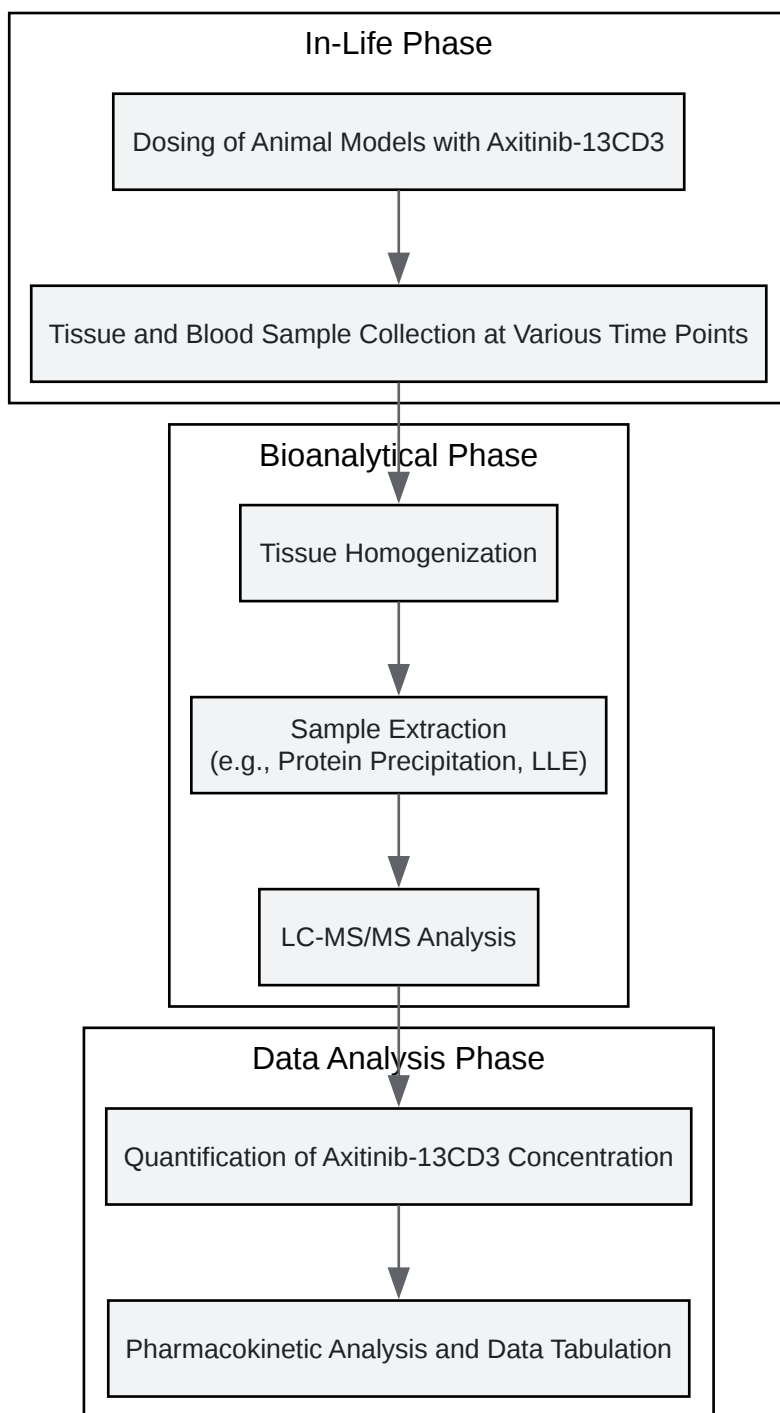 In-Life Phase
Dosing of Animal Models with Axitinib-13CD3
Tissue and Blood Sample Collection at Various Time Points
Bioanalytical Phase
Tissue Homogenization
Sample Extraction
(e.g., Protein Precipitation, LLE)
LC-MS/MS Analysis
Data Analysis Phase
Quantification of Axitinib-13CD3 Concentration
Pharmacokinetic Analysis and Data Tabulation